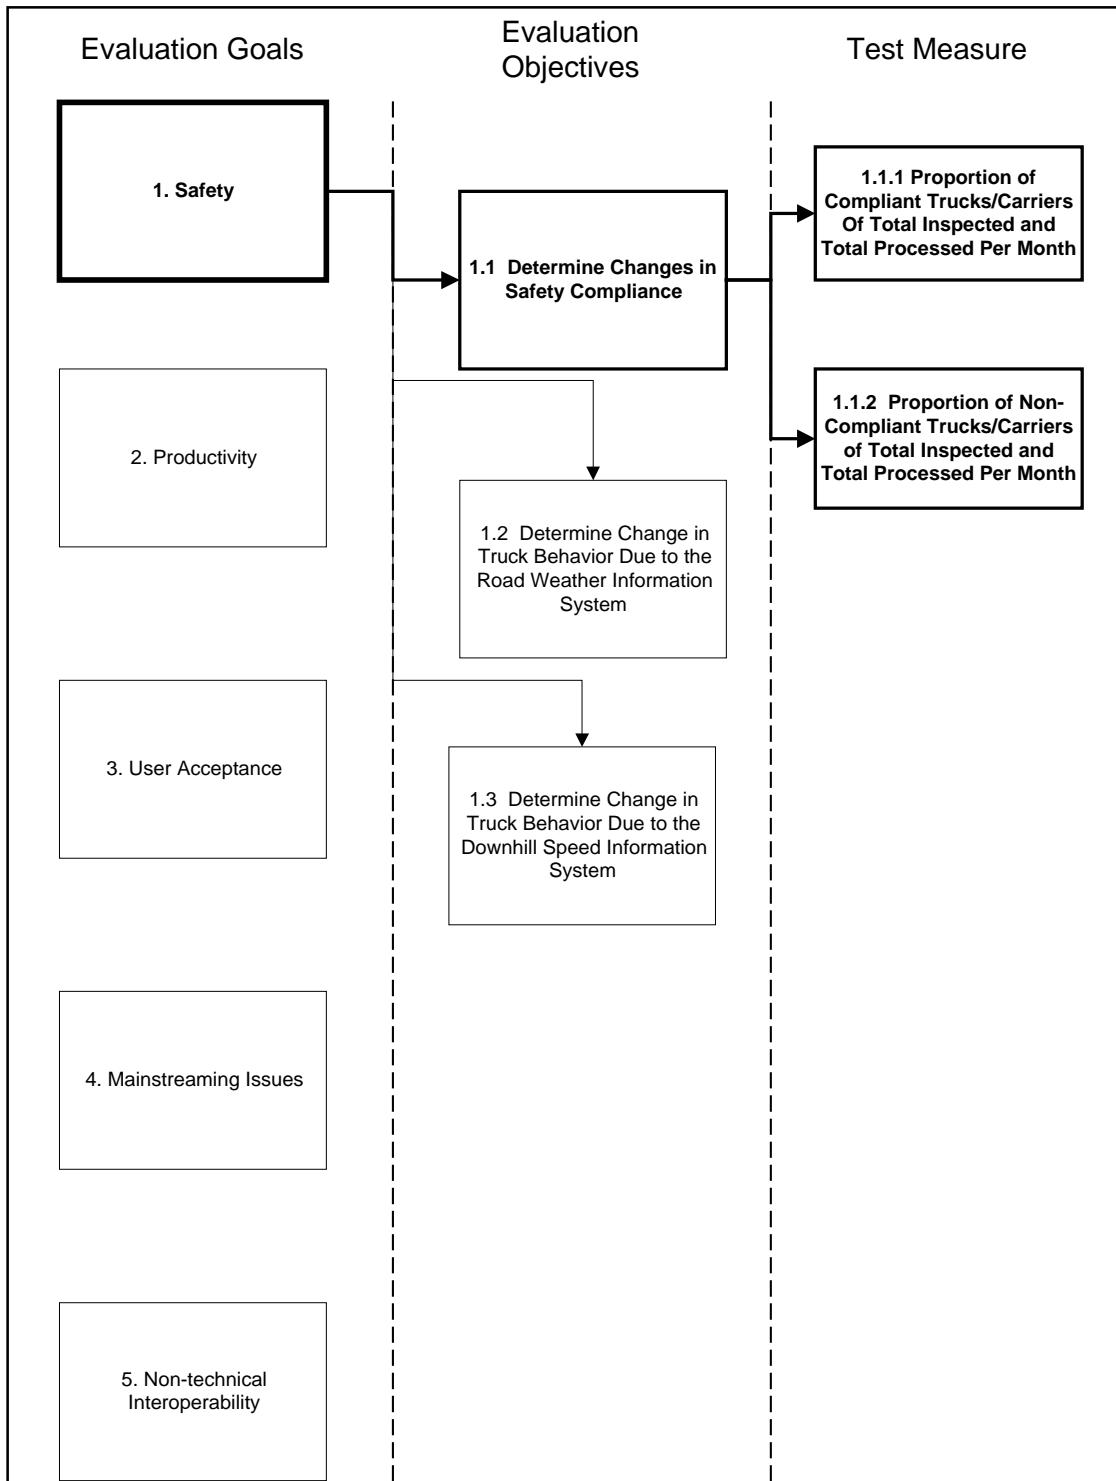 Evaluation Goals
Evaluation
Objectives
Test Measure
1. Safety
1.1 Determine Changes in
Safety Compliance
1.1.1 Proportion of
Compliant Trucks/Carriers
Of Total Inspected and
Total Processed Per Month
1.1.2 Proportion of Non-
Compliant Trucks/Carriers
of Total Inspected and
Total Processed Per Month
2. Productivity
1.2 Determine Change in
Truck Behavior Due to the
Road Weather Information
System
3. User Acceptance
1.3 Determine Change in
Truck Behavior Due to the
Downhill Speed Information
System
4. Mainstreaming Issues
5. Non-technical
Interoperability